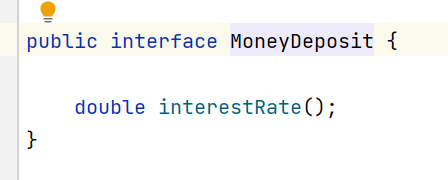 public interface MoneyDeposit {
    double interestRate();
}